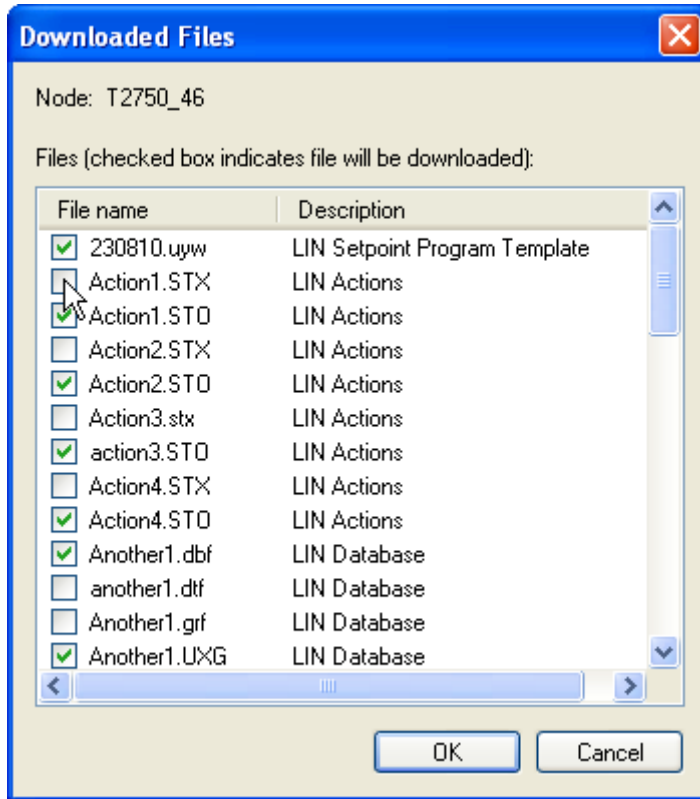 Downloaded Files
Node: T2750_46
Files (checked box indicates file will be downloaded):
File name Description
230810.uyw LIN Setpoint Program Template
Action1.STX LIN Actions
Action1.STO LIN Actions
Action2.STX LIN Actions
Action2.STO LIN Actions
Action3.stx LIN Actions
action3.STO LIN Actions
Action4.STX LIN Actions
Action4.STO LIN Actions
Another1.dbf LIN Database
another1.dtf LIN Database
Another1.grf LIN Database
Another1.UXG LIN Database
OK Cancel